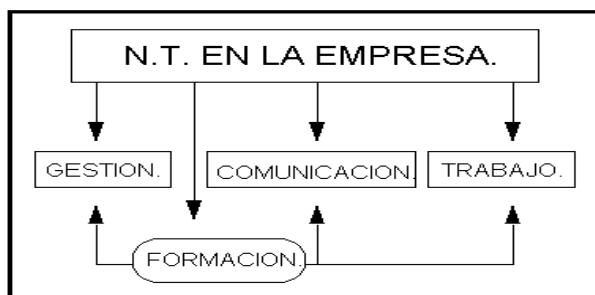 N.T. EN LA EMPRESA.
GESTION.
COMUNICACION.
TRABAJO.
FORMACION.